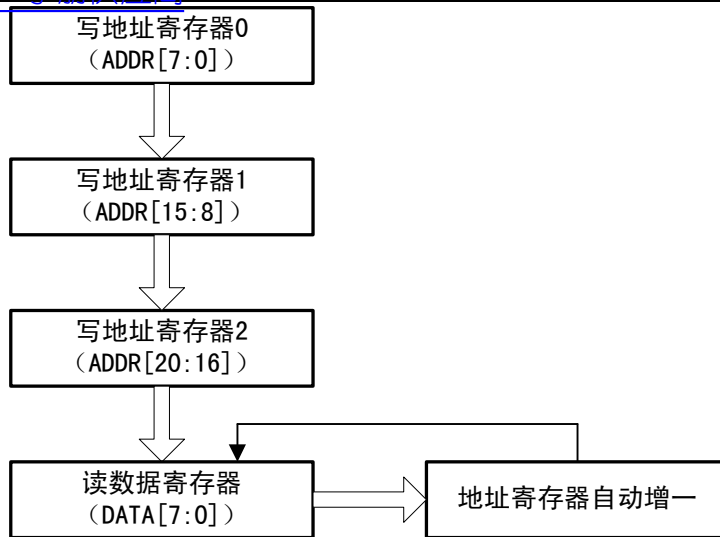 写地址寄存器0
（ADDR[7:0]）
写地址寄存器1
（ADDR[15:8]）
写地址寄存器2
（ADDR[20:16]）
读数据寄存器
（DATA[7:0]）
地址寄存器自动增一